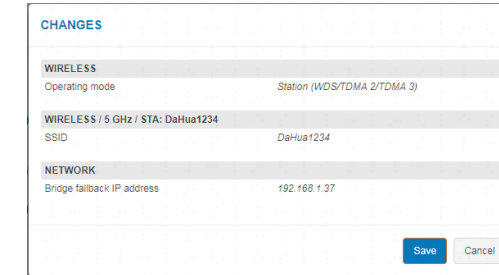 CHANGES
WIRELESS
Operating mode Station (WDS/TDMA 2/TDMA 3)
WIRELESS / 5 GHz / STA: DaHua1234
SSID DaHua1234
NETWORK
Bridge fallback IP address 192.168.1.37
Save Cancel